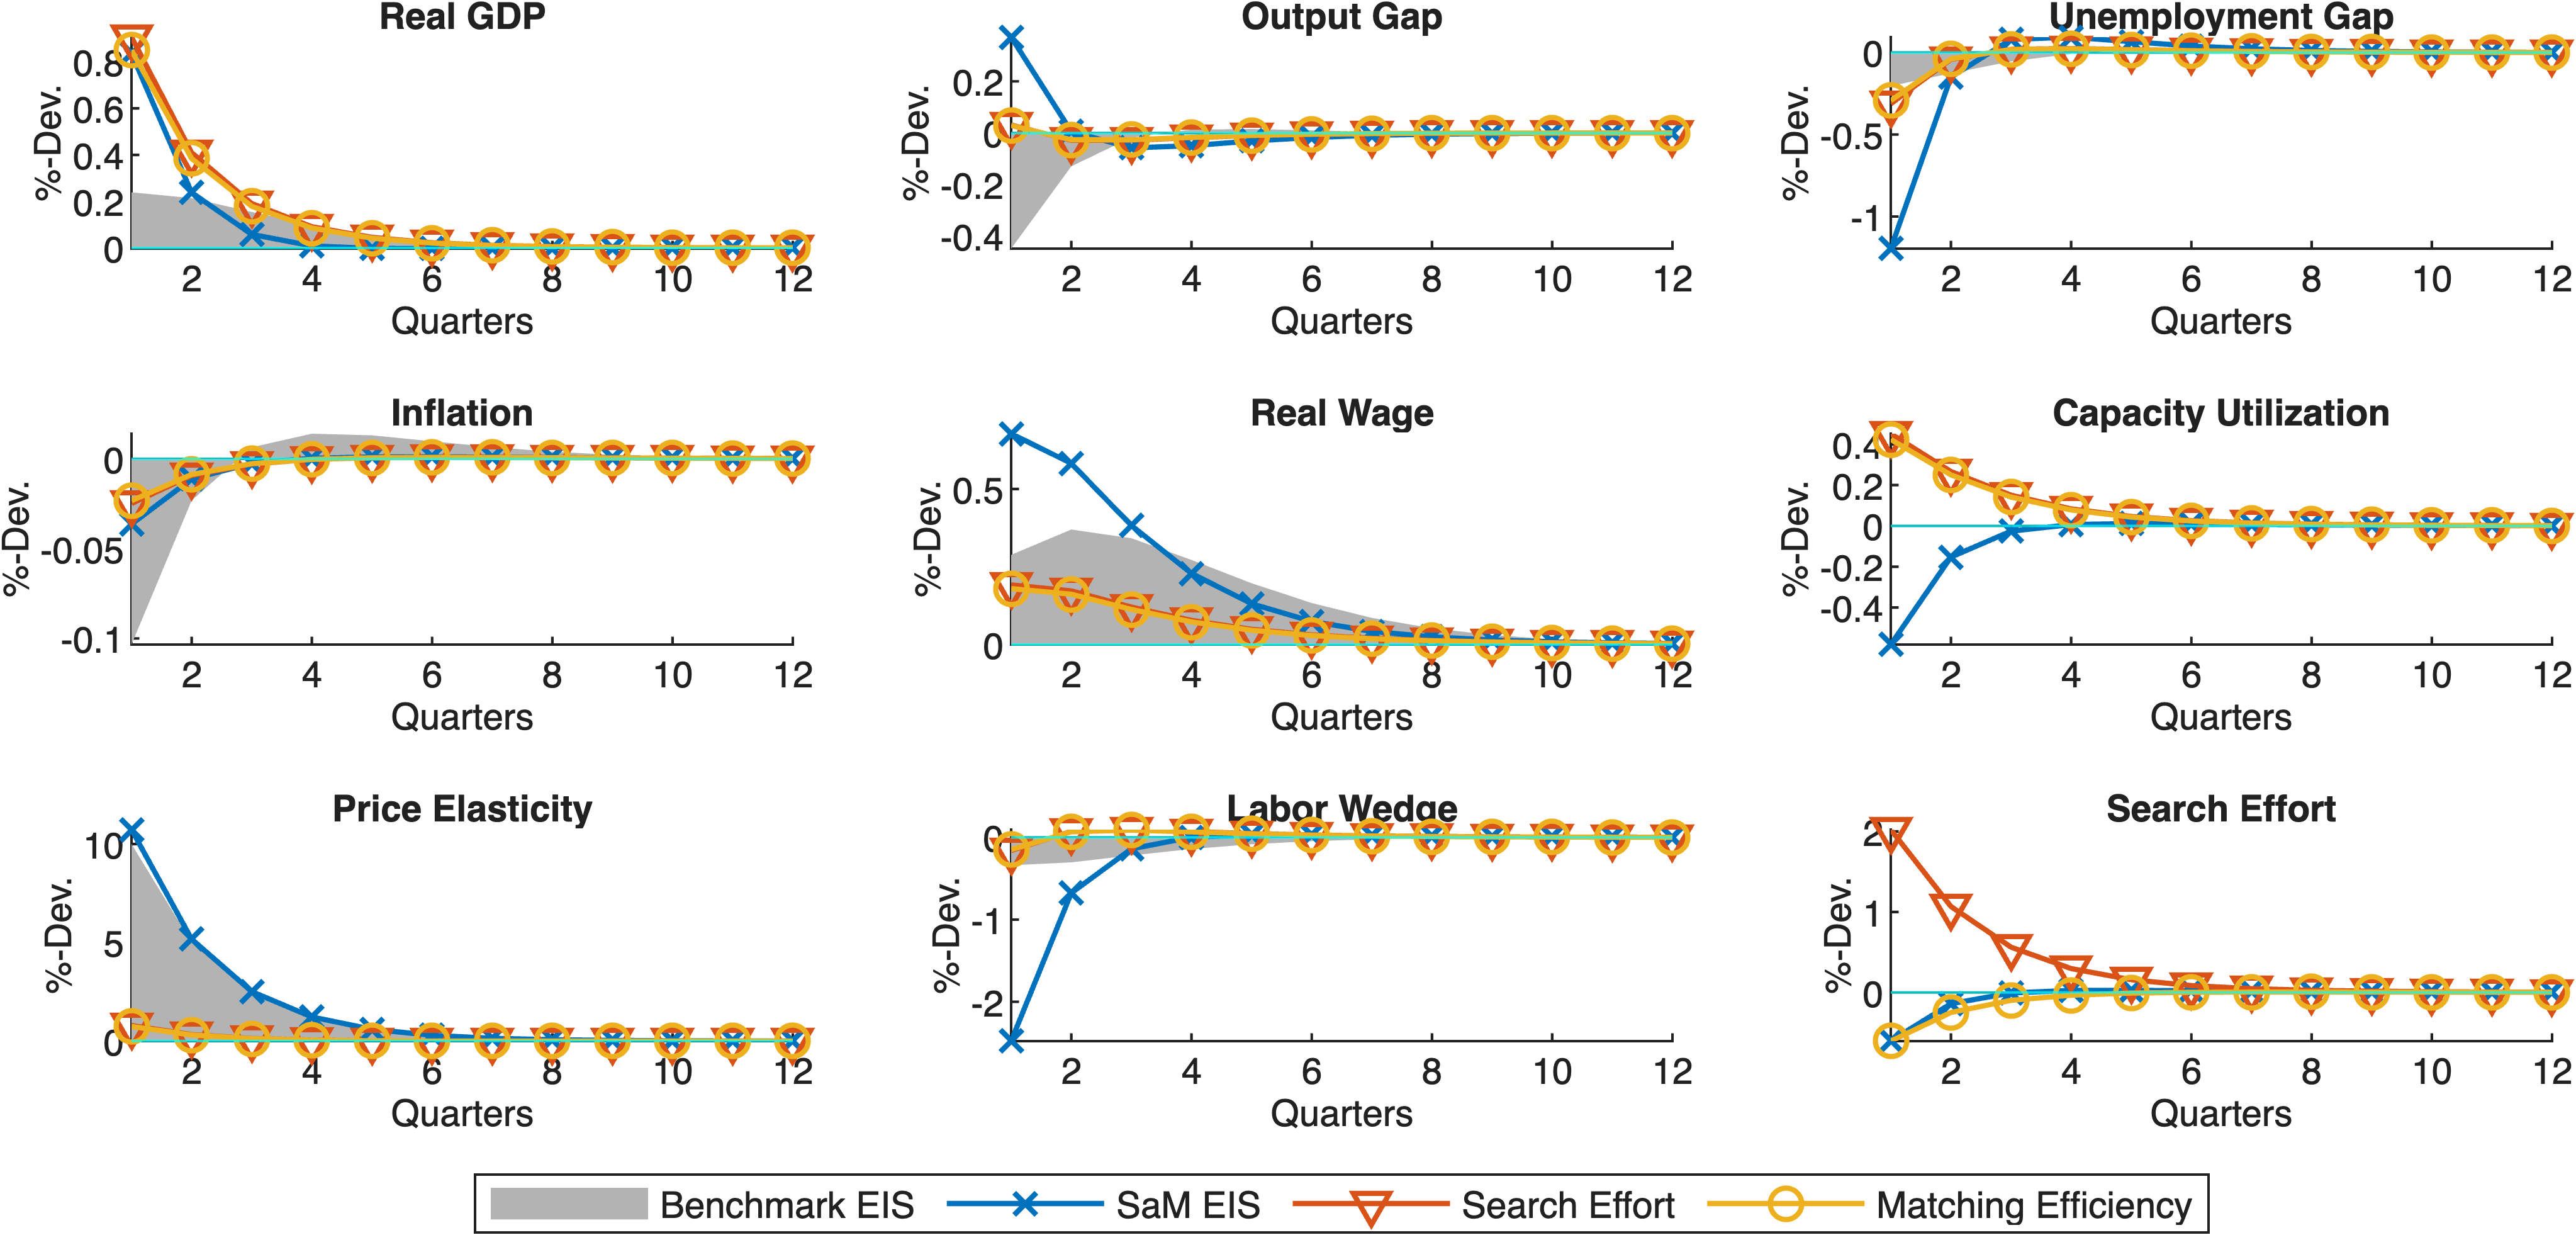 Real GDP
%-Dev.
0.8
0.6
0.4
0.2
0
2 4 6 8 10 12
Quarters
Output Gap
%-Dev.
0.2
0
-0.2
-0.4
2 4 6 8 10 12
Quarters
Unemployment Gap
%-Dev.
0
-0.5
-1
2 4 6 8 10 12
Quarters
Inflation
%-Dev.
0
-0.05
-0.1
2 4 6 8 10 12
Quarters
Real Wage
%-Dev.
0.5
0
2 4 6 8 10 12
Quarters
Capacity Utilization
%-Dev.
0.4
0.2
0
-0.2
-0.4
2 4 6 8 10 12
Quarters
Price Elasticity
%-Dev.
10
5
0
2 4 6 8 10 12
Quarters
Labor Wedge
%-Dev.
0
-1
-2
2 4 6 8 10 12
Quarters
Search Effort
%-Dev.
2
1
0
2 4 6 8 10 12
Quarters
Benchmark EIS SaM EIS Search Effort Matching Efficiency